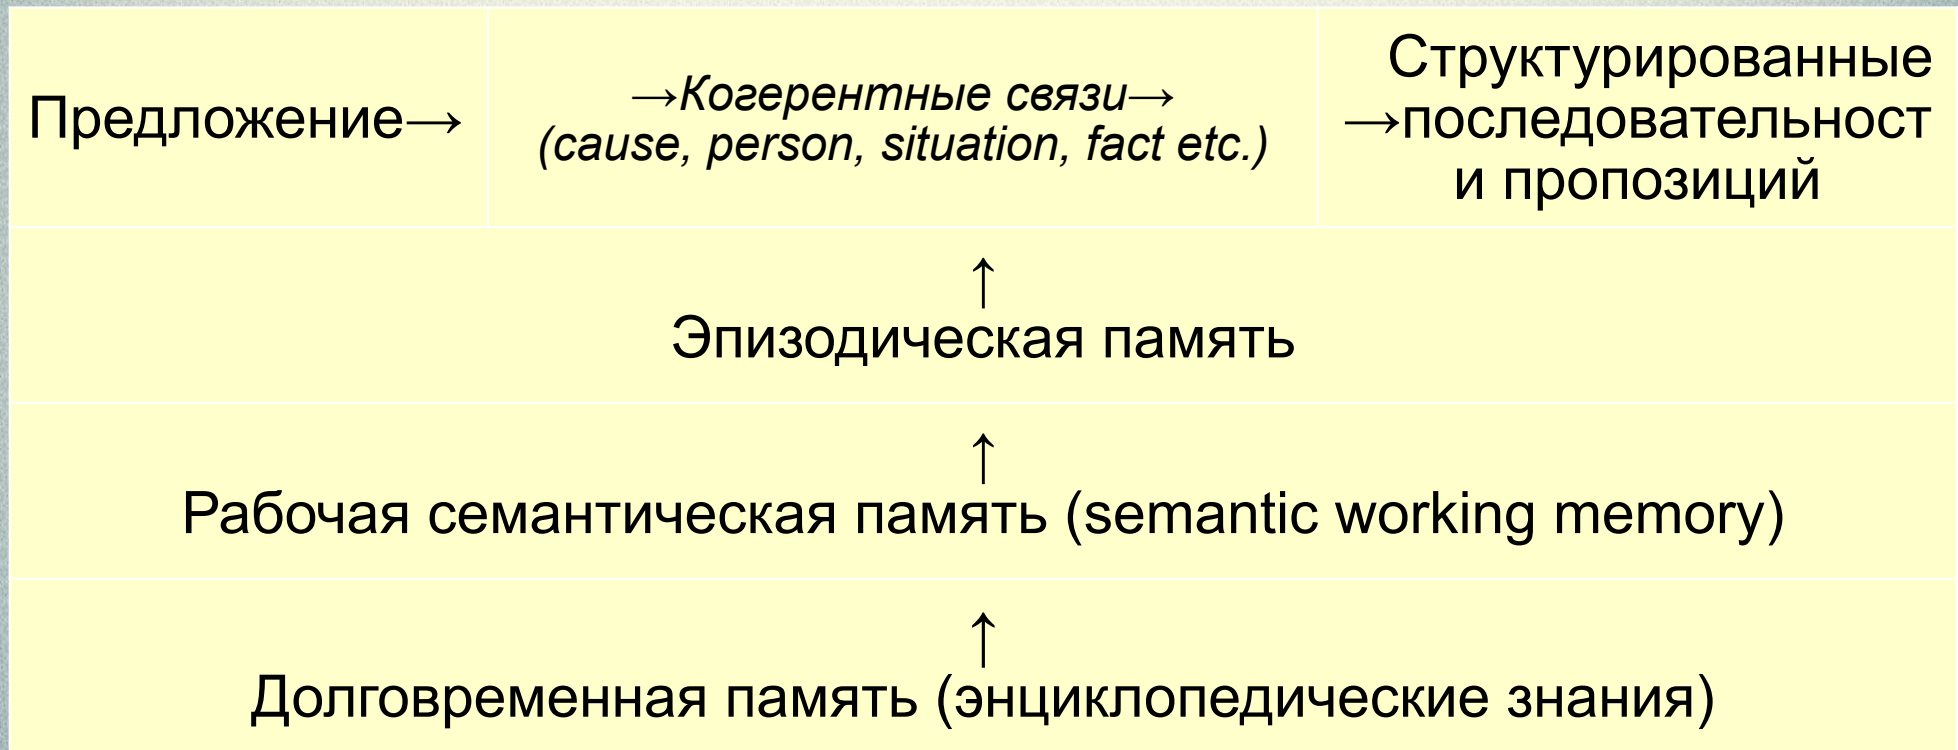 Предложение→
→Когерентные связи→
(cause, person, situation, fact etc.)
Структурированные
→последовательност
и пропозиций
↑
Эпизодическая память
↑
Рабочая семантическая память (semantic working memory)
↑
Долговременная память (энциклопедические знания)